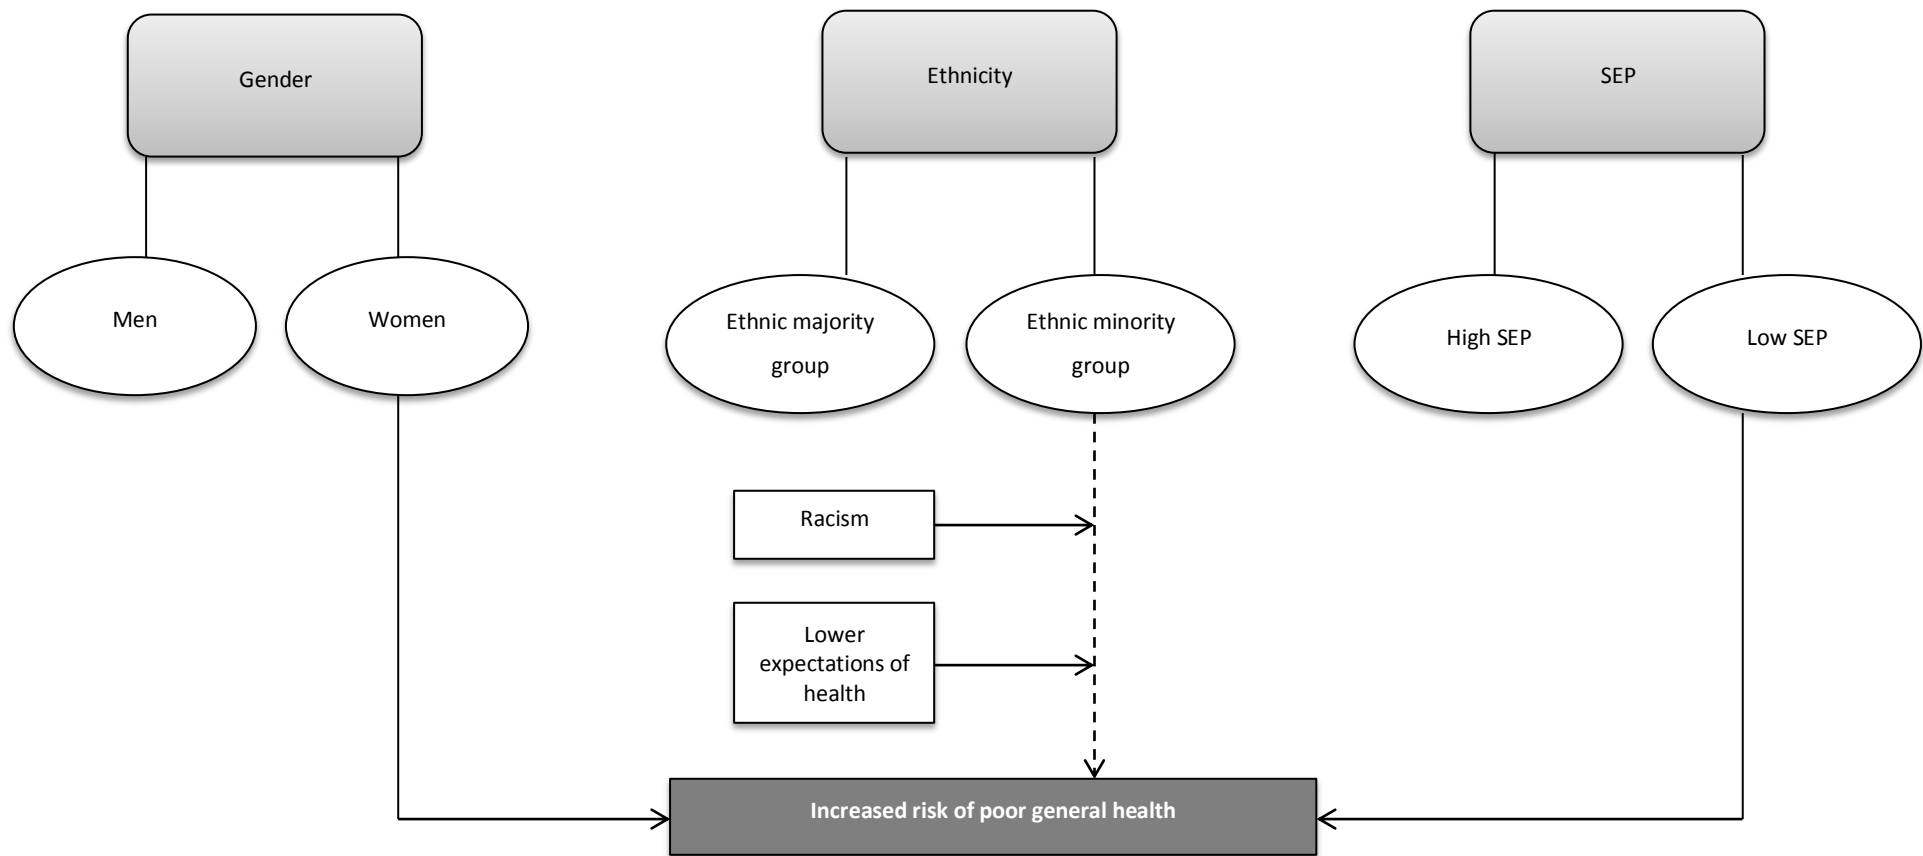 Gender
Ethnicity
SEP
Men
Women
Ethnic majority
group
Ethnic minority
group
High SEP
Low SEP
Racism
Lower
expectations of
health
Increased risk of poor general health